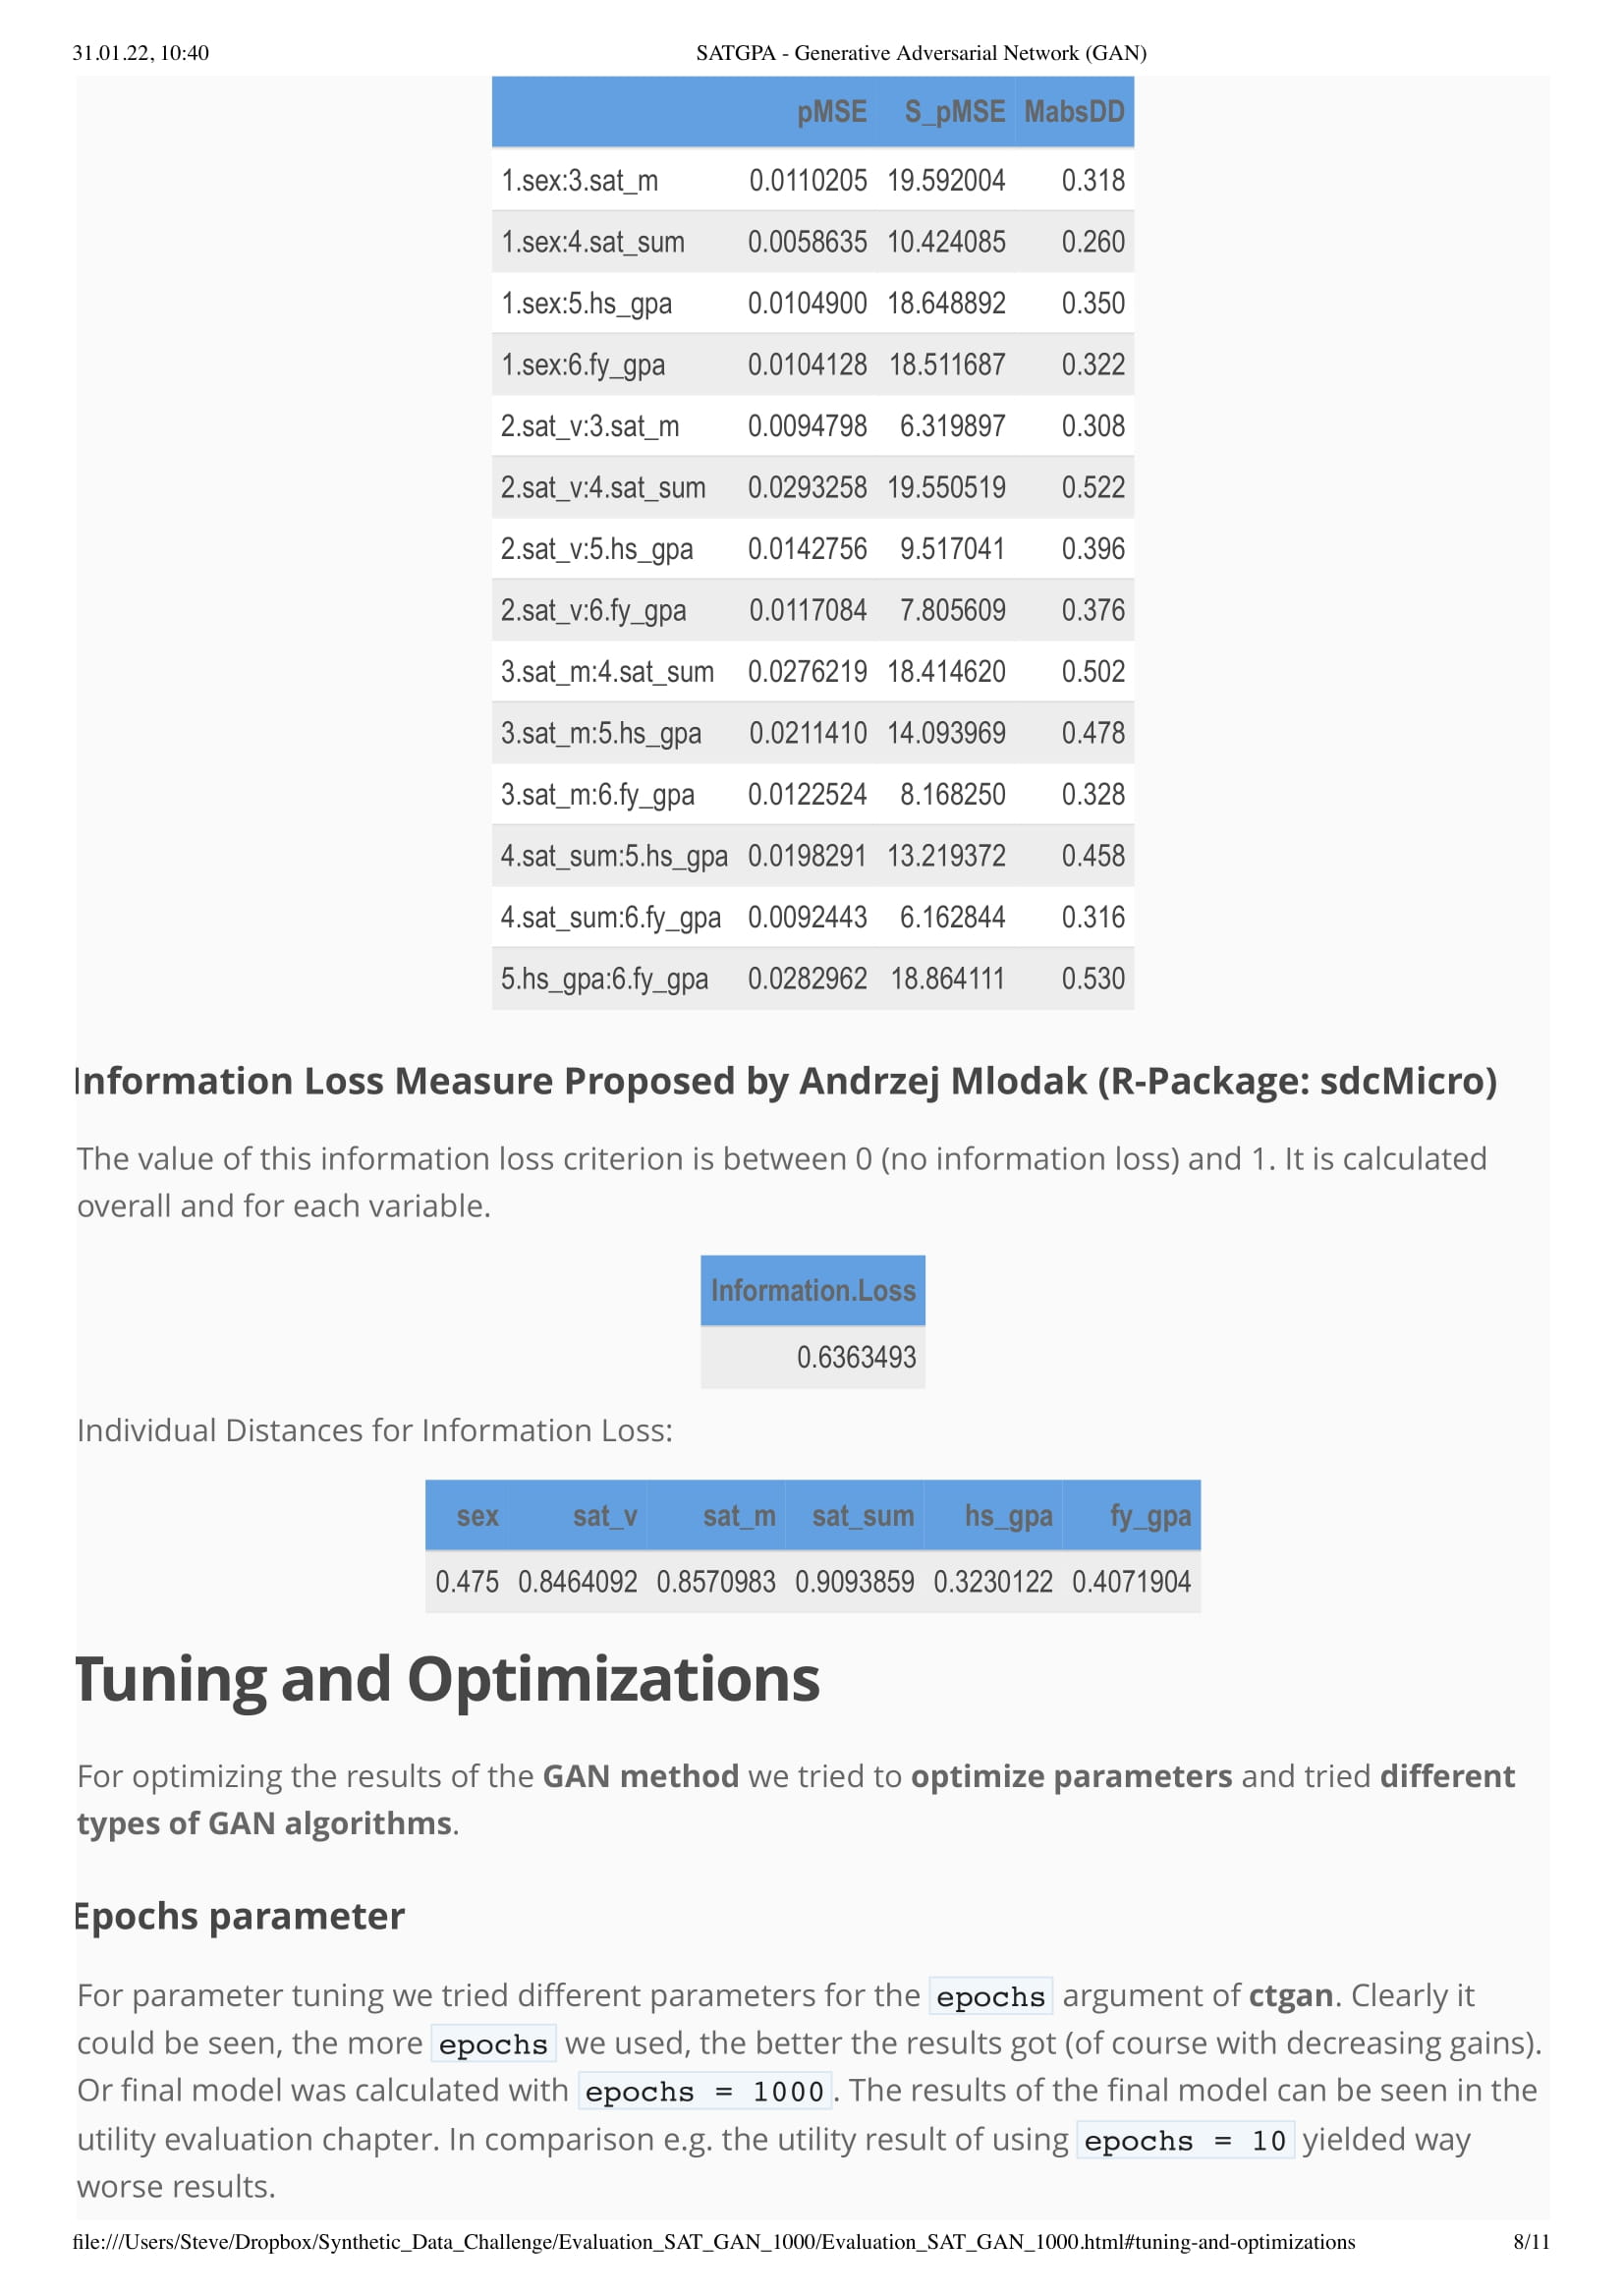 31.01.22, 10:40 SATGPA - Generative Adversarial Network (GAN)
pMSE S_pMSE MabsDD
1.sex:3.sat_m 0.0110205 19.592004 0.318
1.sex:4.sat_sum 0.0058635 10.424085 0.260
1.sex:5.hs_gpa 0.0104900 18.648892 0.350
1.sex:6.fy_gpa 0.0104128 18.511687 0.322
2.sat_v:3.sat_m 0.0094798 6.319897 0.308
2.sat_v:4.sat_sum 0.0293258 19.550519 0.522
2.sat_v:5.hs_gpa 0.0142756 9.517041 0.396
2.sat_v:6.fy_gpa 0.0117084 7.805609 0.376
3.sat_m:4.sat_sum 0.0276219 18.414620 0.502
3.sat_m:5.hs_gpa 0.0211410 14.093969 0.478
3.sat_m:6.fy_gpa 0.0122524 8.168250 0.328
4.sat_sum:5.hs_gpa 0.0198291 13.219372 0.458
4.sat_sum:6.fy_gpa 0.0092443 6.162844 0.316
5.hs_gpa:6.fy_gpa 0.0282962 18.864111 0.530
Information Loss Measure Proposed by Andrzej Mlodak (R-Package: sdcMicro)
The value of this information loss criterion is between 0 (no information loss) and 1. It is calculated
overall and for each variable.
Information.Loss
0.6363493
Individual Distances for Information Loss:
sex sat_v sat_m sat_sum hs_gpa fy_gpa
0.475 0.8464092 0.8570983 0.9093859 0.3230122 0.4071904
Tuning and Optimizations
For optimizing the results of the GAN method we tried to optimize parameters and tried different
types of GAN algorithms.
Epochs parameter
For parameter tuning we tried different parameters for the epochs argument of ctgan. Clearly it
could be seen, the more epochs we used, the better the results got (of course with decreasing gains).
Or final model was calculated with epochs = 1000. The results of the final model can be seen in the
utility evaluation chapter. In comparison e.g. the utility result of using epochs = 10 yielded way
worse results.
file:///Users/Steve/Dropbox/Synthetic_Data_Challenge/Evaluation_SAT_GAN_1000/Evaluation_SAT_GAN_1000.html#tuning-and-optimizations 8/11